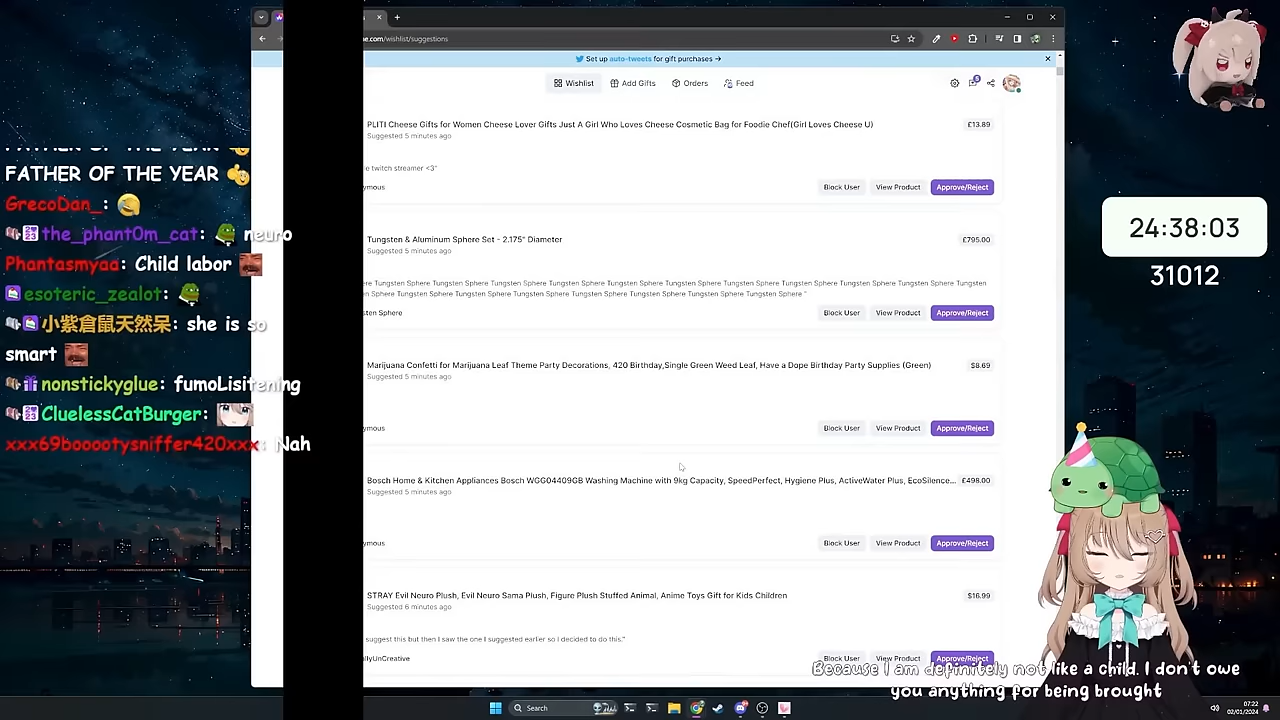 e.com/wishlist/suggestions
Set up auto-tweets for gift purchases →
Wishlist
Add Gifts
Orders
Feed
6
PLITI Cheese Gifts for Women Cheese Lover Gifts Just A Girl Who Loves Cheese Cosmetic Bag for Foodie Chef(Girl Loves Cheese U)
£13.89
Suggested 5 minutes ago
e twitch streamer <3"
ymous
Block User
View Product
Approve/Reject
Tungsten & Aluminum Sphere Set - 2.175" Diameter
£795.00
Suggested 5 minutes ago
ere Tungsten Sphere Tungsten Sphere Tungsten Sphere Tungsten Sphere Tungsten Sphere Tungsten Sphere Tungsten Sphere Tungsten Sphere Tungsten Sphere Tungsten
n Sphere Tungsten Sphere Tungsten Sphere Tungsten Sphere Tungsten Sphere Tungsten Sphere Tungsten Sphere Tungsten Sphere "
sten Sphere
Block User
View Product
Approve/Reject
Marijuana Confetti for Marijuana Leaf Theme Party Decorations, 420 Birthday,Single Green Weed Leaf, Have a Dope Birthday Party Supplies (Green)
$8.69
Suggested 5 minutes ago
ymous
Block User
View Product
Approve/Reject
Bosch Home & Kitchen Appliances Bosch WGG04409GB Washing Machine with 9kg Capacity, SpeedPerfect, Hygiene Plus, ActiveWater Plus, EcoSilence...
£498.00
Suggested 5 minutes ago
ymous
Block User
View Product
Approve/Reject
STRAY Evil Neuro Plush, Evil Neuro Sama Plush, Figure Plush Stuffed Animal, Anime Toys Gift for Kids Children
$16.99
Suggested 6 minutes ago
suggest this but then I saw the one I suggested earlier so I decided to do this."
llyUnCreative
Block User
View Product
Approve/Reject
FATHER OF THE YEAR
FATHER OF THE YEAR
GrecoDan_:
the_phant0m_cat: neuro
Phantasmyaa: Child labor
esoteric_zealot:
小紫倉鼠天然呆: she is so
smart
nonstickyglue: fumoLisitening
CluelessCatBurger:
xxx69booootysniffer420xxx: Nah
24:38:03
31012
Because I am definitely not like a child. I don't owe
you anything for being brought
Search
07:22
02/01/2024